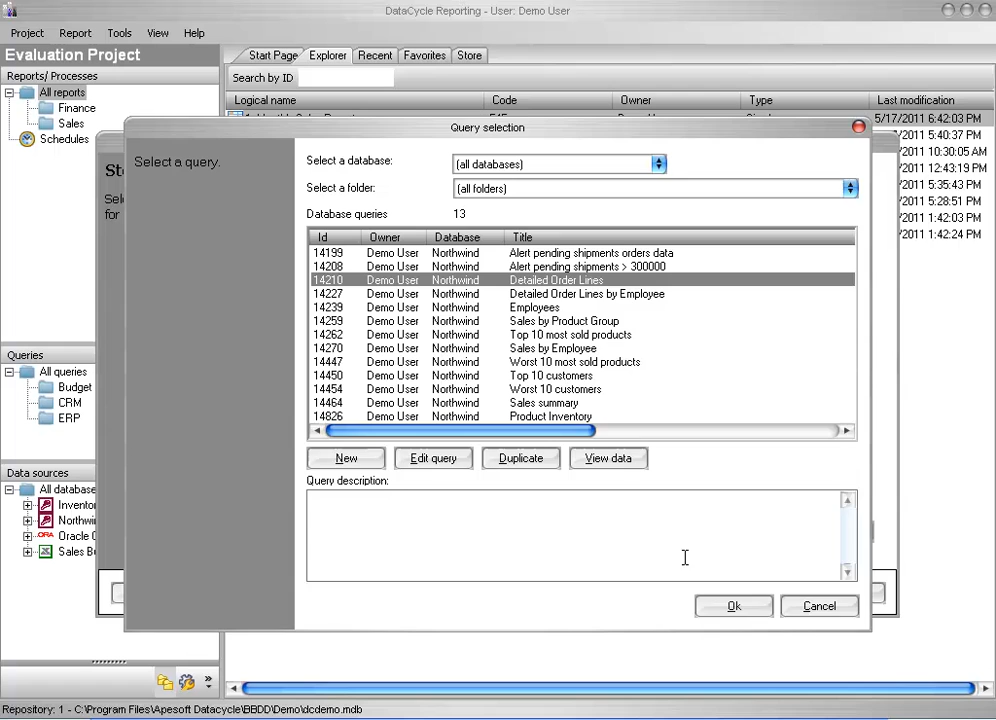 DataCycle Reporting - User: Demo User
Project Report Tools View Help
Evaluation Project
Start Page Explorer Recent Favorites Store
Reports/ Processes
Search by ID
All reports
Finance
Sales
Schedules
Logical name Code Owner Type Last modification
5/17/2011 6:42:03 PM
/2011 5:40:37 PM
/2011 10:30:05 AM
/2011 12:43:19 PM
/2011 5:35:43 PM
/2011 5:28:51 PM
/2011 1:42:03 PM
/2011 1:42:24 PM
Query selection
Select a query.
Select a database: (all databases)
Select a folder: (all folders)
Database queries 13
Id Owner Database Title
14199 Demo User Northwind Alert pending shipments orders data
14208 Demo User Northwind Alert pending shipments > 300000
14210 Demo User Northwind Detailed Order Lines
14227 Demo User Northwind Detailed Order Lines by Employee
14239 Demo User Northwind Employees
14259 Demo User Northwind Sales by Product Group
14262 Demo User Northwind Top 10 most sold products
14270 Demo User Northwind Sales by Employee
14447 Demo User Northwind Worst 10 most sold products
14450 Demo User Northwind Top 10 customers
14454 Demo User Northwind Worst 10 customers
14464 Demo User Northwind Sales summary
14826 Demo User Northwind Product Inventory
New Edit query Duplicate View data
Query description:
Ok Cancel
Queries
All queries
Budget
CRM
ERP
Data sources
All database
Invento
Northwi
Oracle
Sales B
Repository: 1 - C:\Program Files\Apesoft Datacycle\BBDD\Demo\dcdemo.mdb